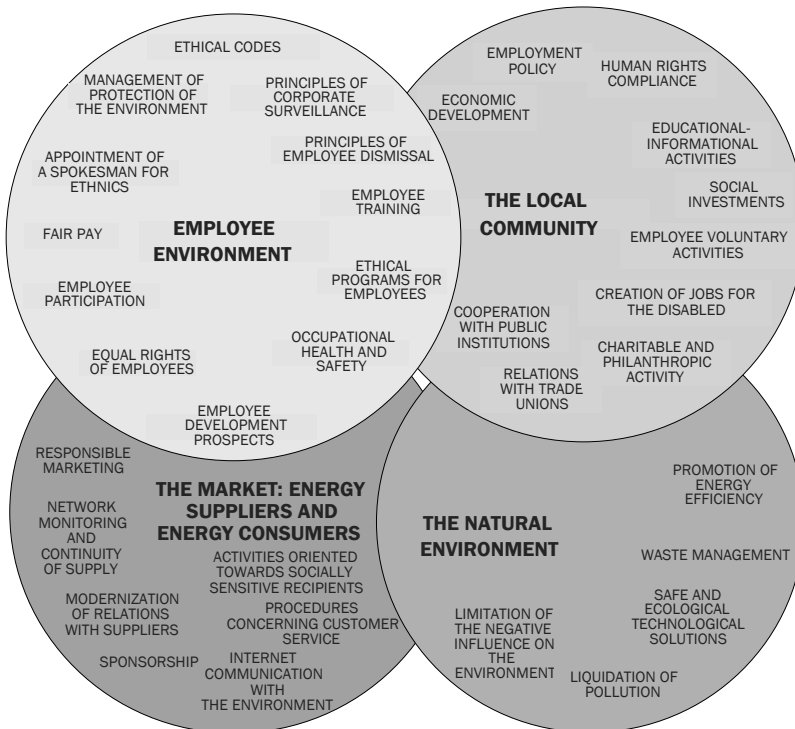 ETHICAL CODES
MANAGEMENT OF
PROTECTION OF
THE ENVIRONMENT
PRINCIPLES OF
CORPORATE
SURVEILLANCE
PRINCIPLES OF
EMPLOYEE DISMISSAL
APPOINTMENT OF
A SPOKESMAN FOR
ETHNICS
EMPLOYEE
TRAINING
FAIR PAY
EMPLOYEE
ENVIRONMENT
ETHICAL
PROGRAMS FOR
EMPLOYEES
EMPLOYEE
PARTICIPATION
OCCUPATIONAL
HEALTH AND
SAFETY
EQUAL RIGHTS
OF EMPLOYEES
EMPLOYEE
DEVELOPMENT
PROSPECTS
EMPLOYMENT
POLICY
HUMAN RIGHTS
COMPLIANCE
ECONOMIC
DEVELOPMENT
EDUCATIONAL-
INFORMATIONAL
ACTIVITIES
THE LOCAL
COMMUNITY
SOCIAL
INVESTMENTS
EMPLOYEE VOLUNTARY
ACTIVITIES
CREATION OF JOBS FOR
THE DISABLED
COOPERATION
WITH PUBLIC
INSTITUTIONS
CHARITABLE AND
PHILANTHROPIC
ACTIVITY
RELATIONS
WITH TRADE
UNIONS
RESPONSIBLE
MARKETING
THE MARKET: ENERGY
SUPPLIERS AND
ENERGY CONSUMERS
NETWORK
MONITORING
AND
CONTINUITY
OF SUPPLY
ACTIVITIES ORIENTED
TOWARDS SOCIALLY
SENSITIVE RECIPIENTS
MODERNIZATION
OF RELATIONS
WITH SUPPLIERS
PROCEDURES
CONCERNING CUSTOMER
SERVICE
SPONSORSHIP
INTERNET
COMMUNICATION
WITH
THE ENVIRONMENT
PROMOTION OF
ENERGY
EFFICIENCY
THE NATURAL
ENVIRONMENT
WASTE MANAGEMENT
SAFE AND
ECOLOGICAL
TECHNOLOGICAL
SOLUTIONS
LIMITATION OF
THE NEGATIVE
INFLUENCE ON
THE
ENVIRONMENT
LIQUIDATION OF
POLLUTION